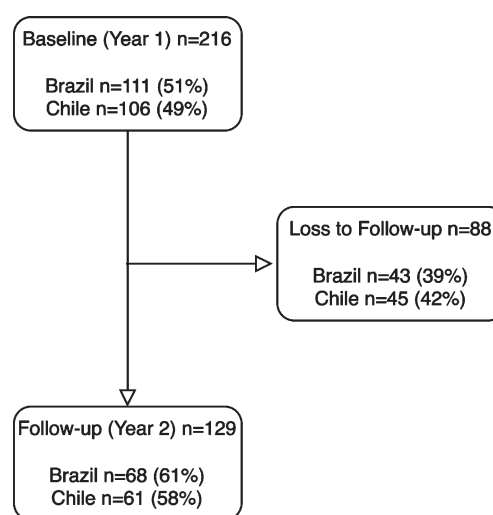 Baseline (Year 1) n=216
Brazil n=111 (51%)
Chile n=106 (49%)
Loss to Follow-up n=88
Brazil n=43 (39%)
Chile n=45 (42%)
Follow-up (Year 2) n=129
Brazil n=68 (61%)
Chile n=61 (58%)